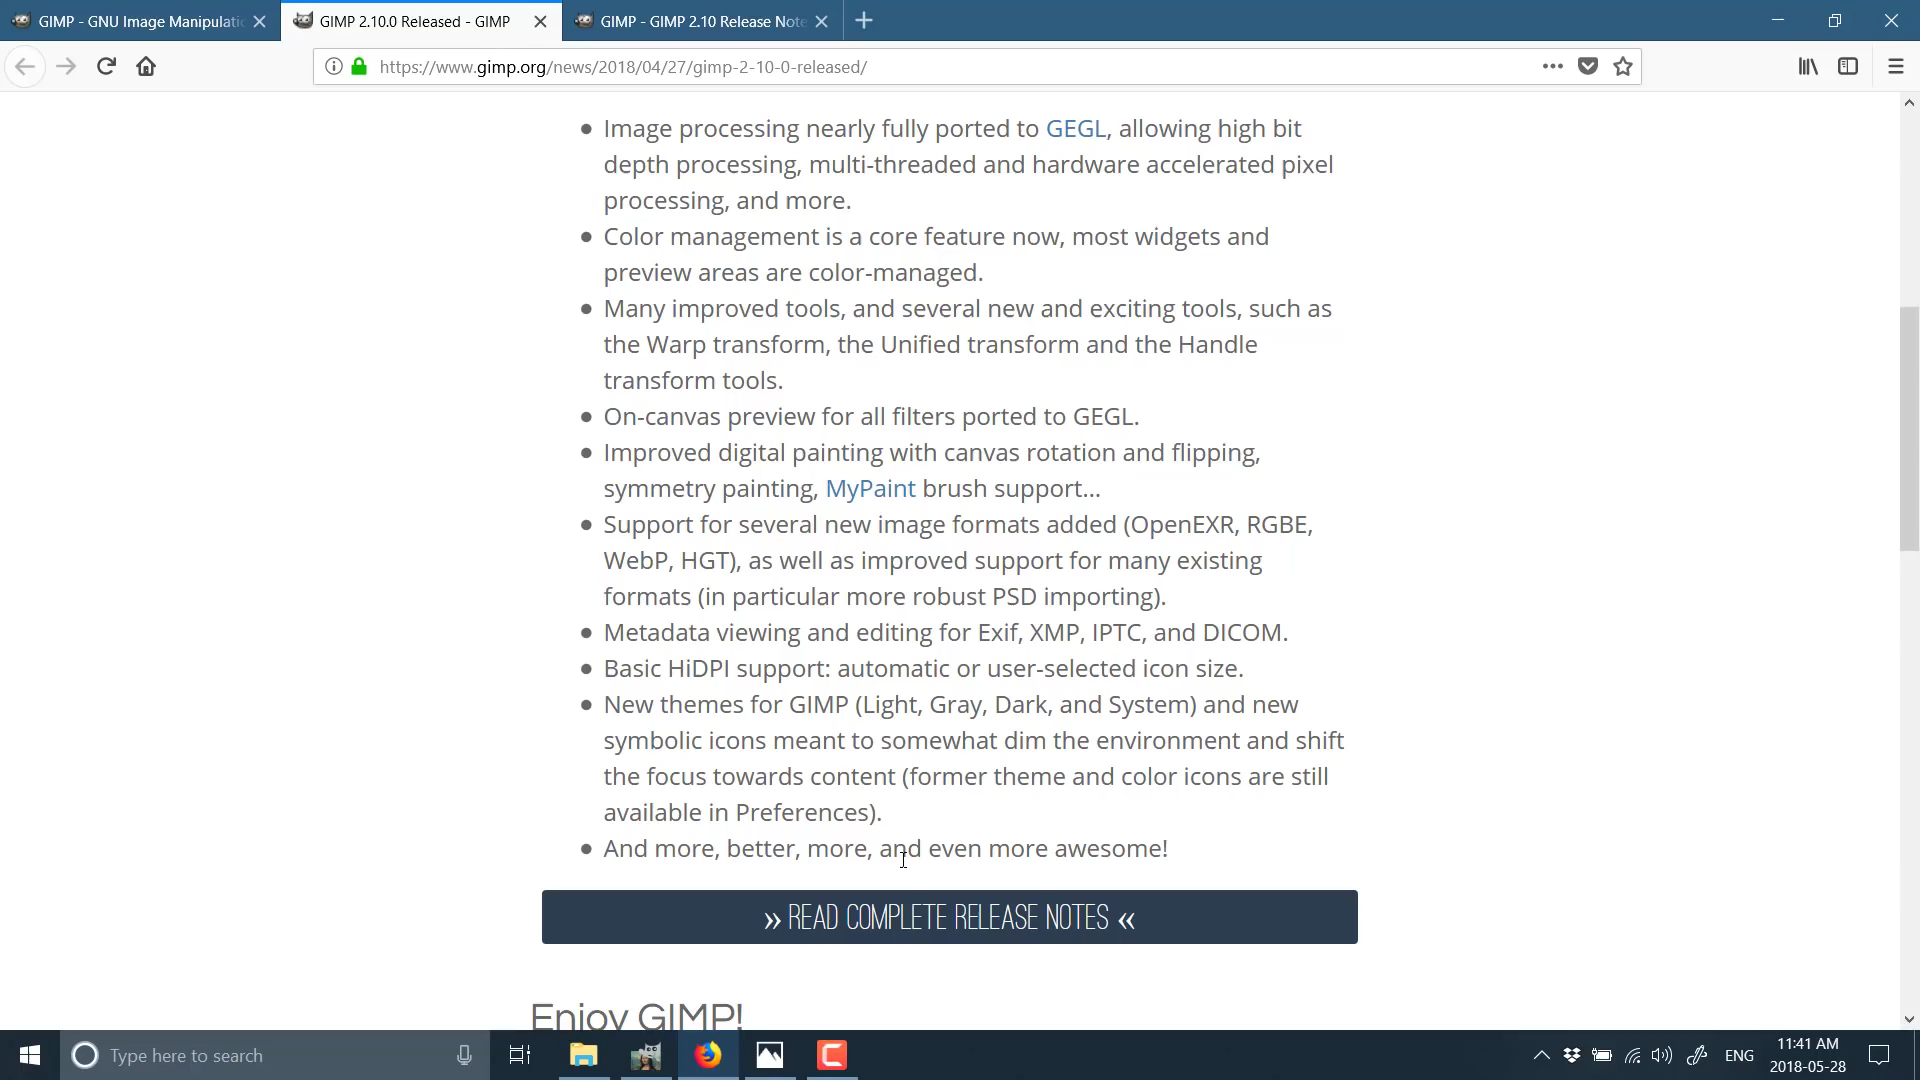 GIMP - GNU Image Manipulati
GIMP 2.10.0 Released - GIMP
GIMP - GIMP 2.10 Release Note
https://www.gimp.org/news/2018/04/27/gimp-2-10-0-released/
Image processing nearly fully ported to GEGL, allowing high bit
depth processing, multi-threaded and hardware accelerated pixel
processing, and more.
Color management is a core feature now, most widgets and
preview areas are color-managed.
Many improved tools, and several new and exciting tools, such as
the Warp transform, the Unified transform and the Handle
transform tools.
On-canvas preview for all filters ported to GEGL.
Improved digital painting with canvas rotation and flipping,
symmetry painting, MyPaint brush support...
Support for several new image formats added (OpenEXR, RGBE,
WebP, HGT), as well as improved support for many existing
formats (in particular more robust PSD importing).
Metadata viewing and editing for Exif, XMP, IPTC, and DICOM.
Basic HiDPI support: automatic or user-selected icon size.
New themes for GIMP (Light, Gray, Dark, and System) and new
symbolic icons meant to somewhat dim the environment and shift
the focus towards content (former theme and color icons are still
available in Preferences).
And more, better, more, and even more awesome!
» READ COMPLETE RELEASE NOTES «
Enjoy GIMP!
Type here to search
ENG
11:41 AM
2018-05-28